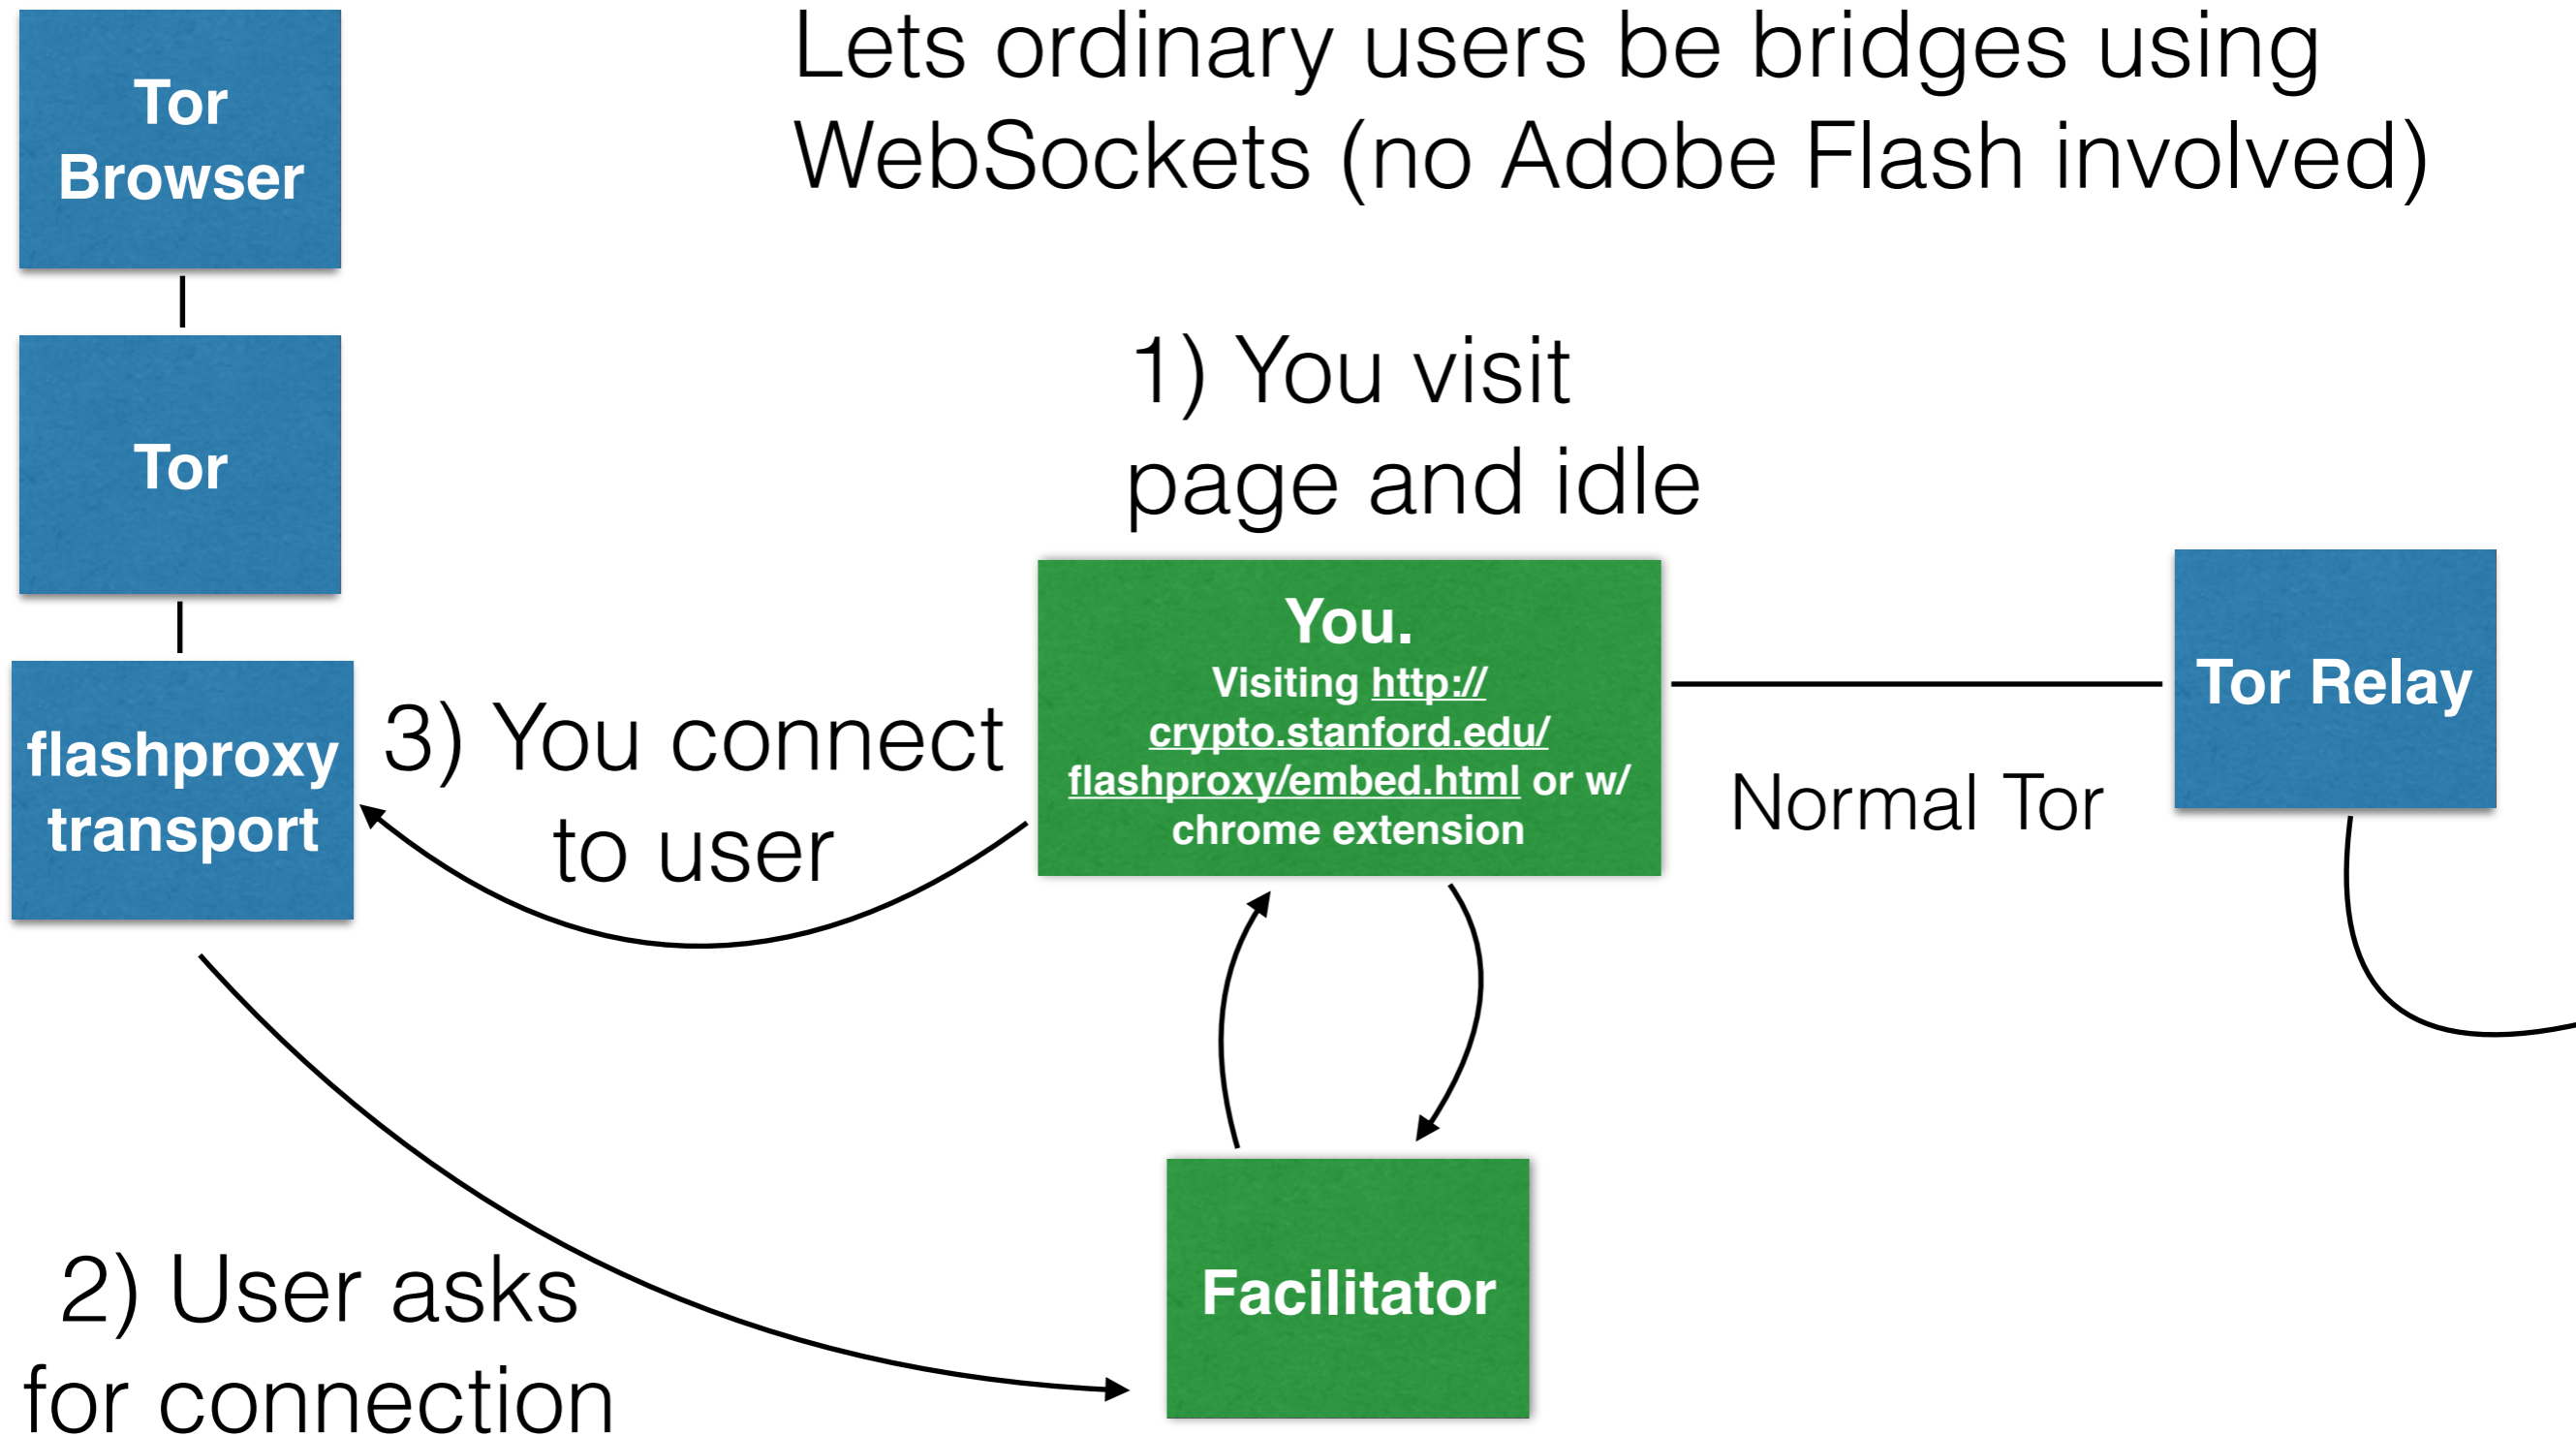 Lets ordinary users be bridges using
WebSockets (no Adobe Flash involved)
Tor
Browser
Tor
flashproxy
transport
1) You visit
page and idle
You.
Visiting http://
crypto.stanford.edu/
flashproxy/embed.html or w/
chrome extension
3) You connect
to user
Normal Tor
Tor Relay
Facilitator
2) User asks
for connection